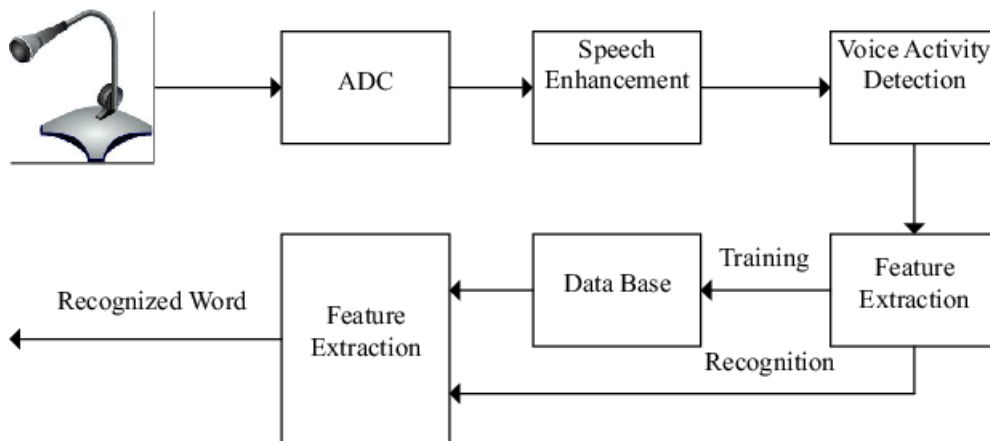 ADC
Speech
Enhancement
Voice Activity
Detection
Feature
Extraction
Training
Data Base
Recognition
Feature
Extraction
Recognized Word